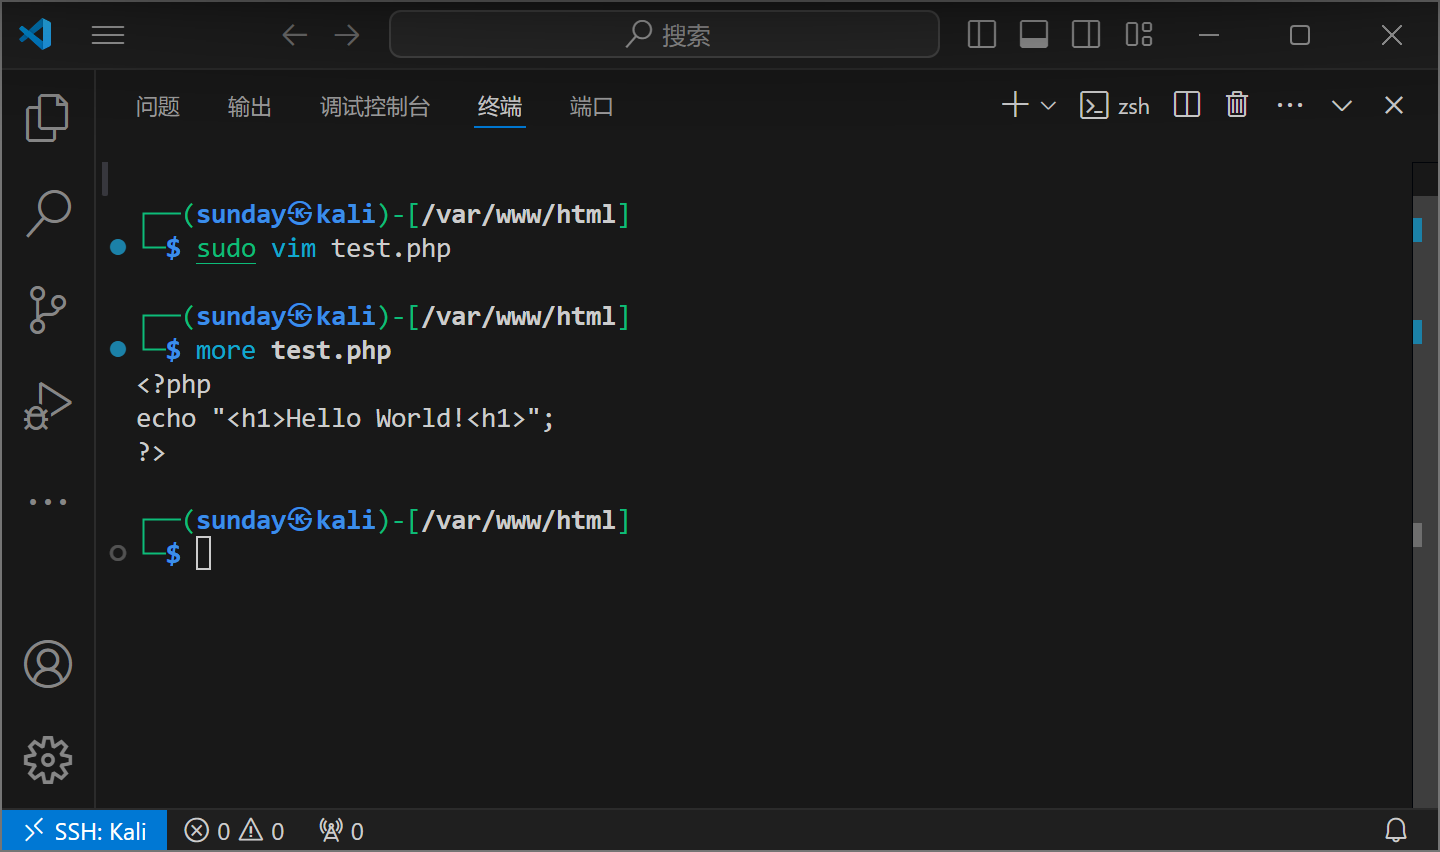 搜索
问题 输出 调试控制台 终端 端口 zsh
┌──(sunday㉿kali)-[/var/www/html]
└─$ sudo vim test.php
┌──(sunday㉿kali)-[/var/www/html]
└─$ more test.php
<?php
echo "<h1>Hello World!<h1>";
?>
┌──(sunday㉿kali)-[/var/www/html]
└─$
SSH: Kali 0 0 0